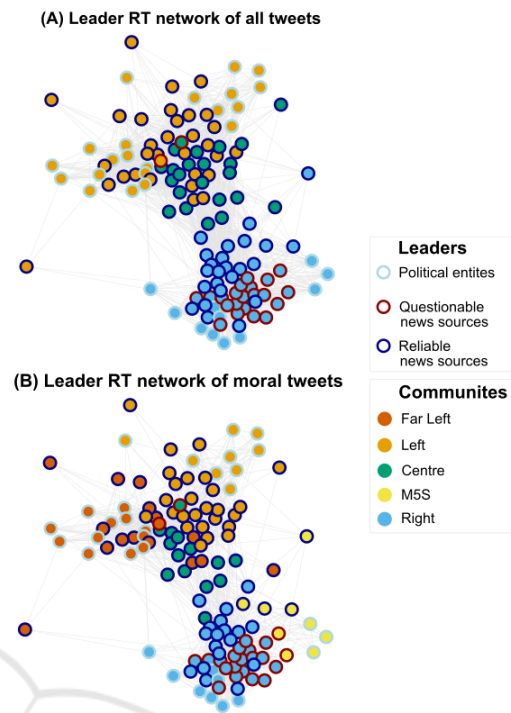 (A) Leader RT network of all tweets
Leaders
Political entites
Questionable
news sources
Reliable
news sources
(B) Leader RT network of moral tweets
Communites
Far Left
Left
Centre
M5S
Right